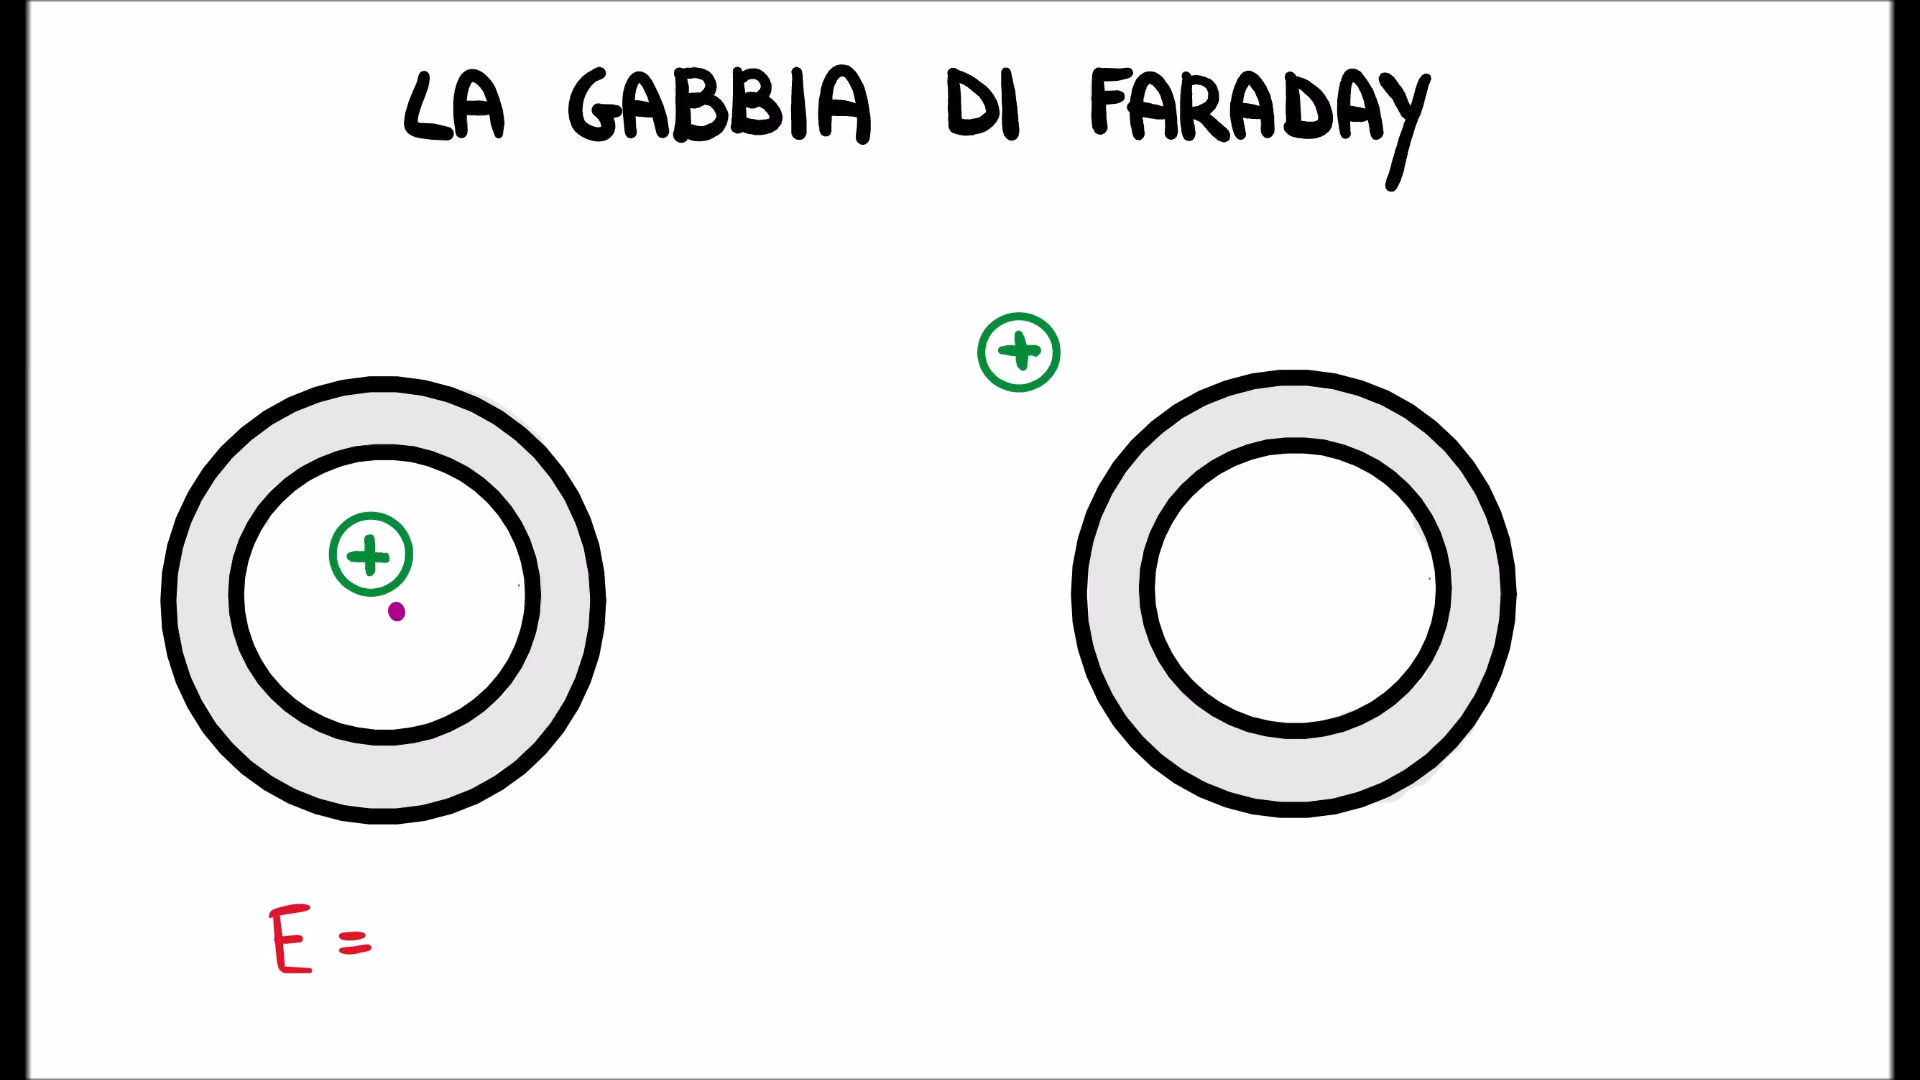 LA GABBIA DI FARADAY
+
+
E =